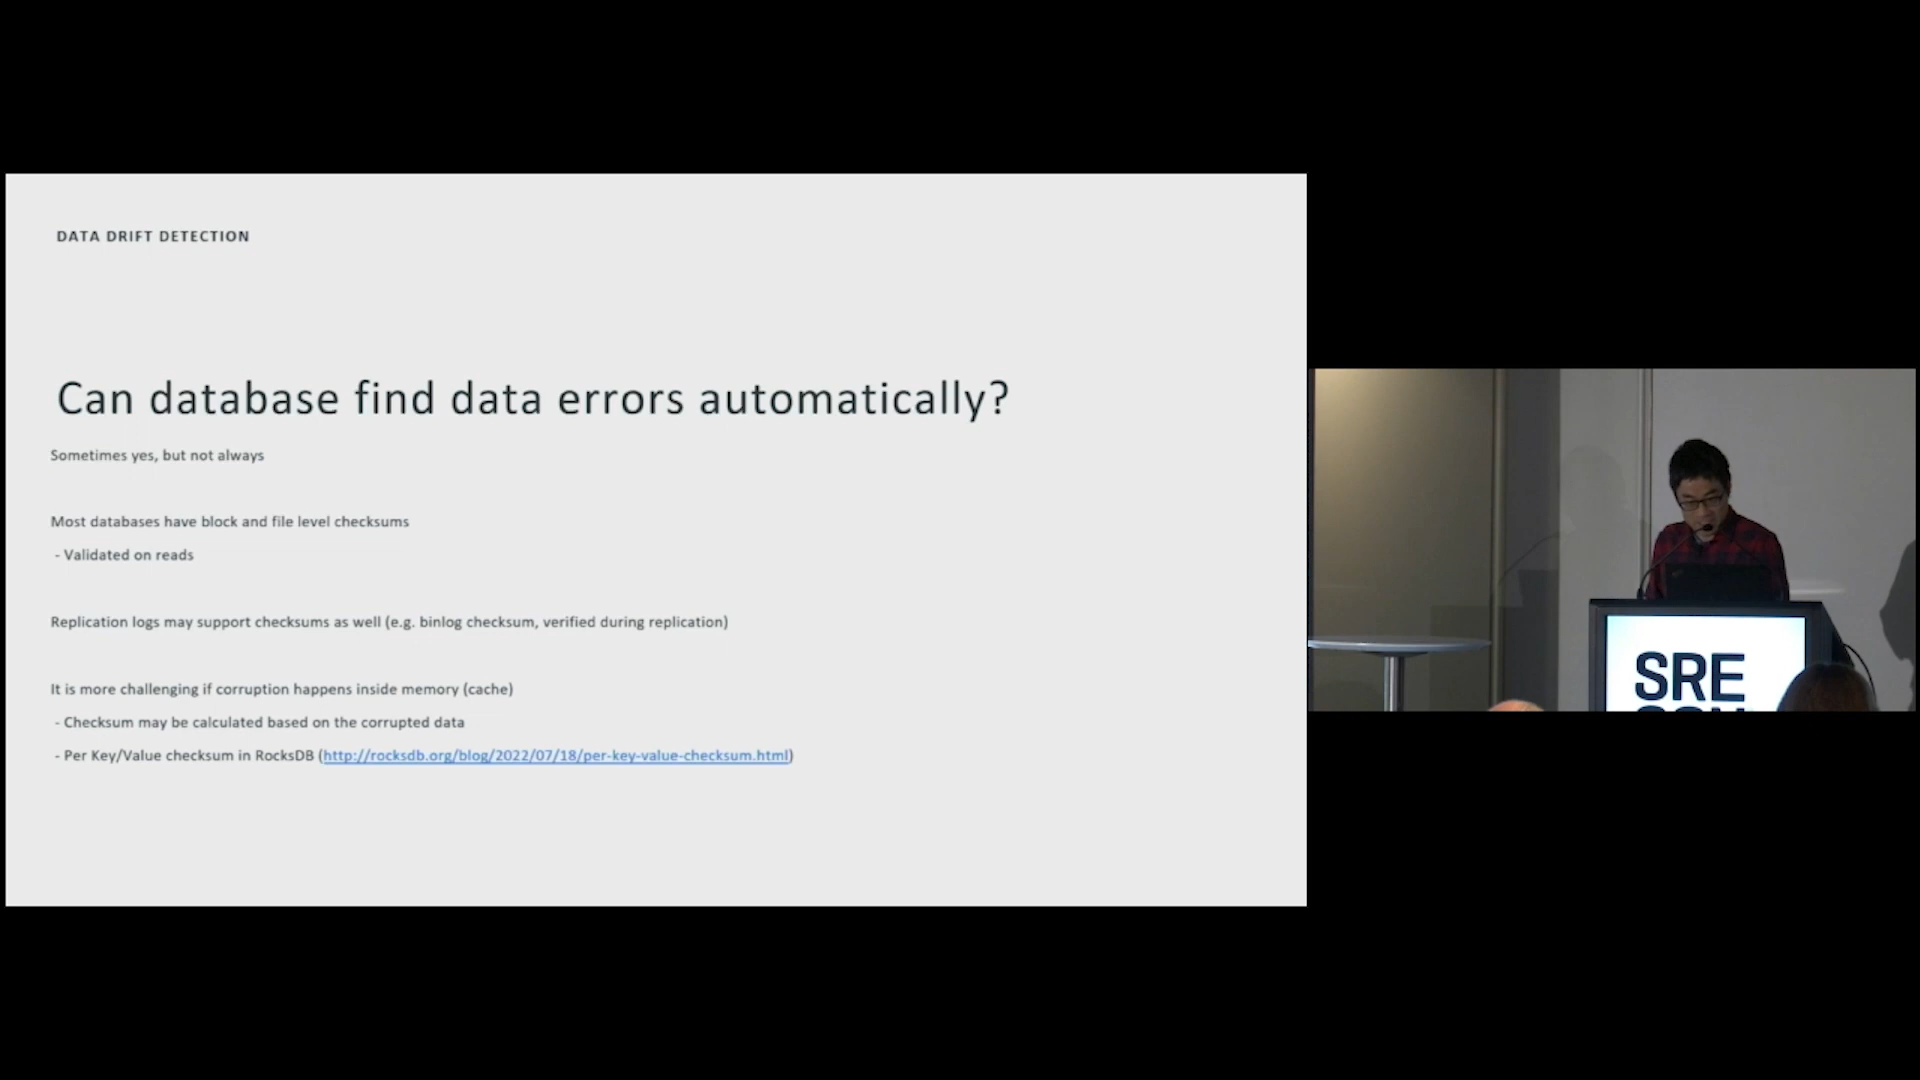 DATA DRIFT DETECTION
Can database find data errors automatically?
Sometimes yes, but not always
Most databases have block and file level checksums
- Validated on reads
Replication logs may support checksums as well (e.g. binlog checksum, verified during replication)
It is more challenging if corruption happens inside memory (cache)
- Checksum may be calculated based on the corrupted data
- Per Key/Value checksum in RocksDB (http://rocksdb.org/blog/2022/07/18/per-key-value-checksum.html)
SRE